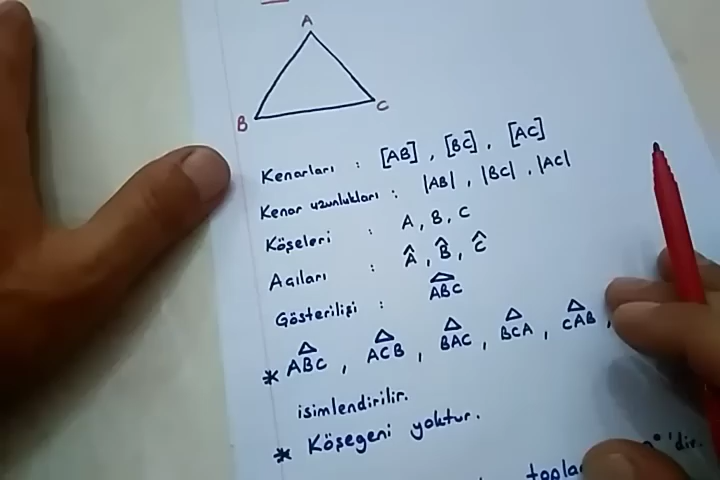 A
B
C
Kenarları : [AB] , [BC] , [AC]
Kenar uzunlukları : |AB| , |BC| , |AC|
Köşeleri : A, B, C
Açıları : Â , B̂ , Ĉ
Gösterilişi : ABC
* ABC , ACB , BAC , BCA , CAB ,
isimlendirilir.
* Köşegeni yoktur.
°'dir.